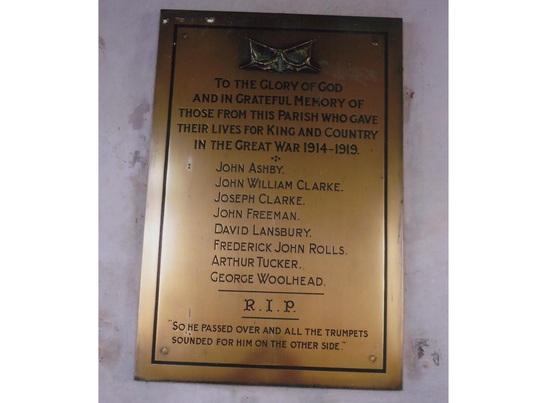 To the Glory of God
and in Grateful Memory of
those from this Parish who gave
their lives for King and Country
in the Great War 1914-1919.
John Ashby.
John William Clarke.
Joseph Clarke.
John Freeman.
David Lansbury.
Frederick John Rolls.
Arthur Tucker.
George Woolhead.
R.I.P.
"So he passed over and all the trumpets
sounded for him on the other side."